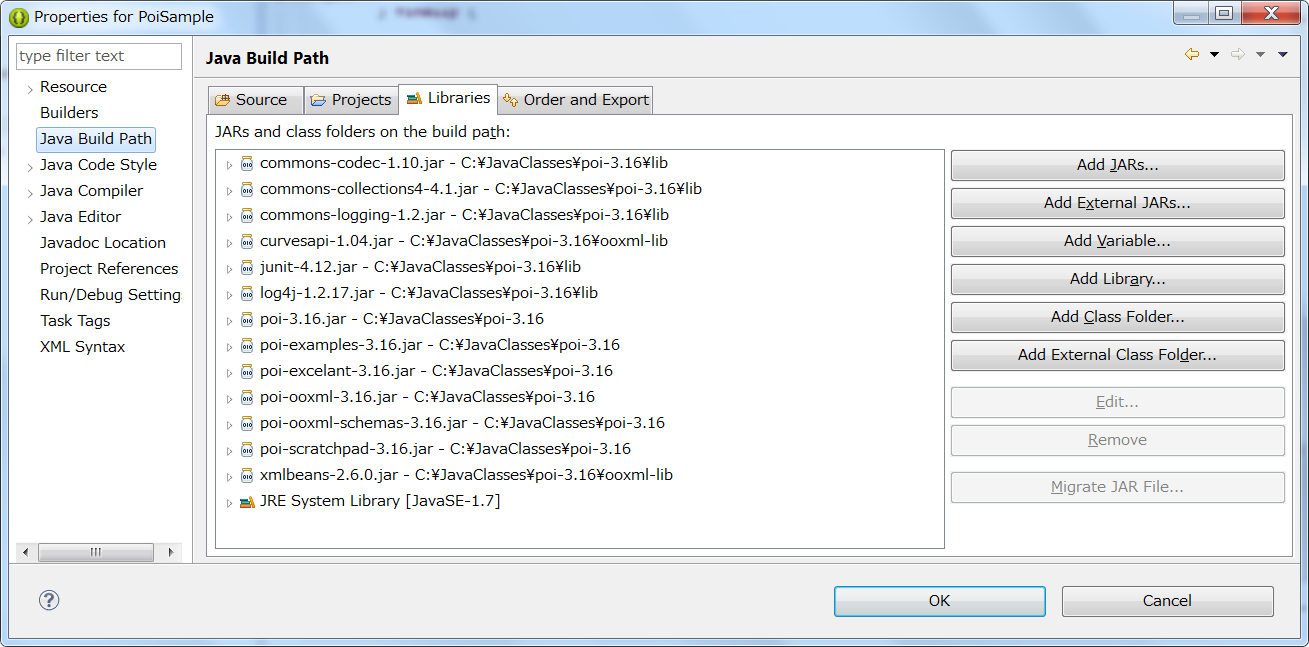 Properties for PoiSample
type filter text
Java Build Path
Resource
Builders
Java Build Path
Java Code Style
Java Compiler
Java Editor
Javadoc Location
Project References
Run/Debug Setting
Task Tags
XML Syntax
Source Projects Libraries Order and Export
JARs and class folders on the build path:
commons-codec-1.10.jar - C:¥JavaClasses¥poi-3.16¥lib
commons-collections4-4.1.jar - C:¥JavaClasses¥poi-3.16¥lib
commons-logging-1.2.jar - C:¥JavaClasses¥poi-3.16¥lib
curvesapi-1.04.jar - C:¥JavaClasses¥poi-3.16¥ooxml-lib
junit-4.12.jar - C:¥JavaClasses¥poi-3.16¥lib
log4j-1.2.17.jar - C:¥JavaClasses¥poi-3.16¥lib
poi-3.16.jar - C:¥JavaClasses¥poi-3.16
poi-examples-3.16.jar - C:¥JavaClasses¥poi-3.16
poi-excelant-3.16.jar - C:¥JavaClasses¥poi-3.16
poi-ooxml-3.16.jar - C:¥JavaClasses¥poi-3.16
poi-ooxml-schemas-3.16.jar - C:¥JavaClasses¥poi-3.16
poi-scratchpad-3.16.jar - C:¥JavaClasses¥poi-3.16
xmlbeans-2.6.0.jar - C:¥JavaClasses¥poi-3.16¥ooxml-lib
JRE System Library [JavaSE-1.7]
Add JARs...
Add External JARs...
Add Variable...
Add Library...
Add Class Folder...
Add External Class Folder...
Edit...
Remove
Migrate JAR File...
OK
Cancel